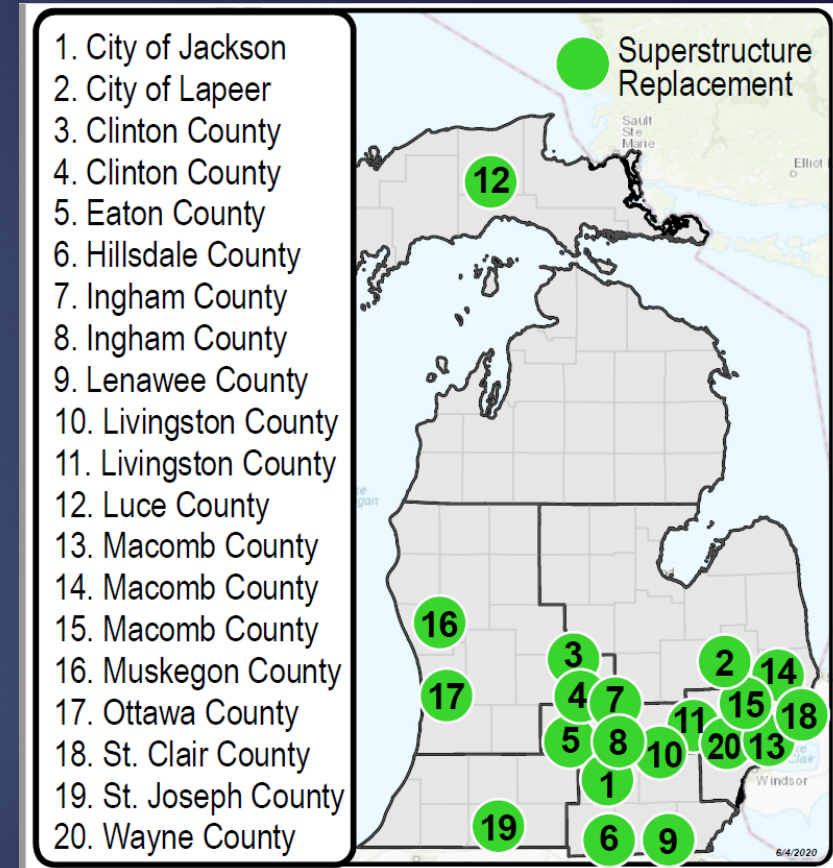 1. City of Jackson
2. City of Lapeer
3. Clinton County
4. Clinton County
5. Eaton County
6. Hillsdale County
7. Ingham County
8. Ingham County
9. Lenawee County
10. Livingston County
11. Livingston County
12. Luce County
13. Macomb County
14. Macomb County
15. Macomb County
16. Muskegon County
17. Ottawa County
18. St. Clair County
19. St. Joseph County
20. Wayne County
Superstructure
Replacement
Sault
Ste
Marie
Elliot
12
16
3
2
14
17
4
7
15
18
5
8
11
10
20
13
1
Windsor
19
6
9
6/4/2020